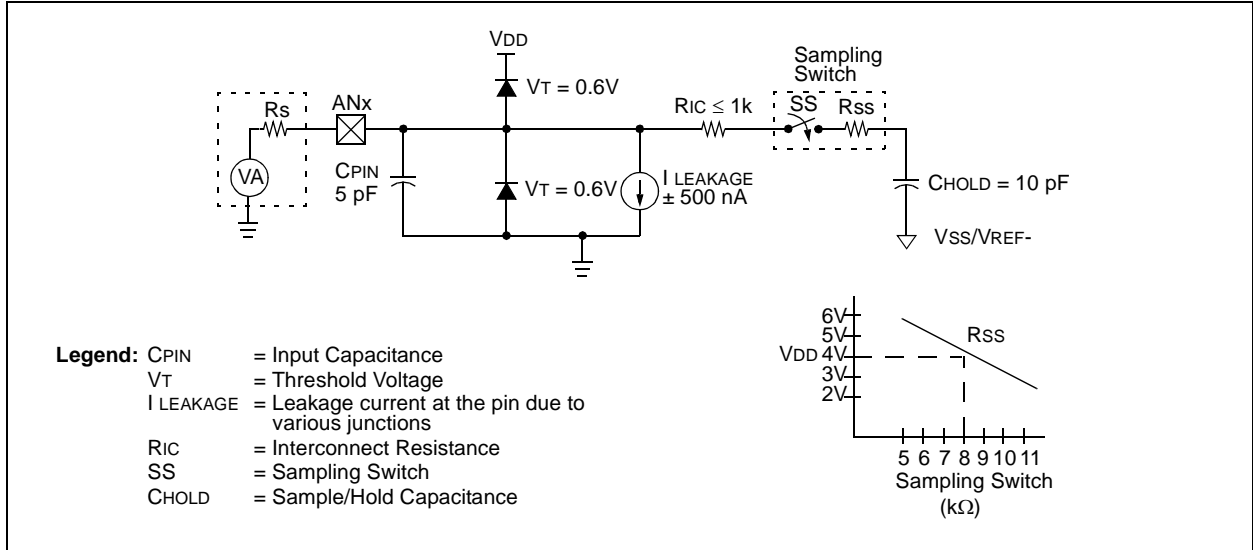 VDD
Sampling
Switch
VT = 0.6V
Rs
ANx
RIC ≤ 1k
SS
Rss
VA
CPIN
5 pF
VT = 0.6V
I LEAKAGE
± 500 nA
CHOLD = 10 pF
VSS/VREF-
6V
5V
VDD 4V
3V
2V
RSS
5 6 7 8 9 10 11
Sampling Switch
(kΩ)
Legend: CPIN = Input Capacitance
VT = Threshold Voltage
I LEAKAGE = Leakage current at the pin due to
various junctions
RIC = Interconnect Resistance
SS = Sampling Switch
CHOLD = Sample/Hold Capacitance